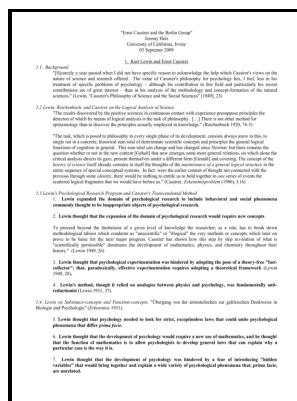 "Ernst Cassirer and the Berlin Group"
Jeremy Heis
University of California, Irvine
03 September 2009
1. Kurt Lewin and Ernst Cassirer
1.1. Background
"[S]carcely a year passed when I did not have specific reason to acknowledge the help which Cassirer's views on the
nature of science and research offered. The value of Cassirer's philosophy for psychology lies, I feel, less in his
treatment of specific problems of psychology – although his contribution in this field and particularly his recent
contributions are of great interest – than in his analysis of the methodology and concept-formation of the natural
sciences." (Lewin, "Cassirer's Philosophy of Science and the Social Sciences" [1949], 23)
1.2 Lewin, Reichenbach, and Cassirer on the Logical Analysis of Science
"The results discovered by the positive sciences in continuous contact with experience presuppose principles the
detection of which by means of logical analysis is the task of philosophy. […] There is not other method for
epistemology than to discover the principles actually employed in knowledge." (Reichenbach 1920, 74-5)
"The task, which is posed to philosophy in every single phase of its development, consists always anew in this, to
single out in a concrete, historical sum total of determinate scientific concepts and principles the general logical
functions of cognition in general. This sum total can change and has changed since Newton: but there remains the
question whether or not in the new content [Gehalt] that now emerges some most general relations, on which alone the
critical analysis directs its gaze, present themselves under a different form [Gestalt] and covering. The concept of the
history of science itself already contains in itself the thoughts of the maintenance of a general logical structure in the
entire sequence of special conceptual systems. In fact: were the earlier content of thought not connected with the
previous through some identity, there would be nothing to entitle us to hold together in one series of events the
scattered logical fragments that we would have before us." (Cassirer, Erkenntnisproblem (1906), I:16)
1.3 Lewin's Psychological Research Program and Cassirer's Transcendental Method
1. Lewin expanded the domain of psychological research to include behavioral and social phenomena
commonly thought to be inappropriate objects of psychological research.
2. Lewin thought that the expansion of the domain of psychological research would require new concepts.
To proceed beyond the limitations of a given level of knowledge the researcher, as a rule, has to break down
methodological taboos which condemn as "unscientific" or "illogical" the very methods or concepts which later on
prove to be basic for the next major progress. Cassirer has shown how this step by step revolution of what is
"scientifically permissible" dominates the development of mathematics, physics, and chemistry throughout their
history." (Lewin 1949, 26)
3. Lewin thought that psychological experimentation was hindered by adopting the pose of a theory-free "fact-
collector"; that, paradoxically, effective experimentation requires adopting a theoretical framework (Lewin
1949, 28).
4. Lewin's method, though it relied on analogies between physics and psychology, was fundamentally anti-
reductionist (Lewin 1931, 37).
1.4. Lewin on Substance-concepts and Function-concepts. "Übergang von der aristotelischen zur galileischen Denkweise in
Biologie und Psychologie" (Erkenntnis 1931).
5. Lewin thought that psychology needed to look for strict, exceptionless laws that could unite psychological
phenomena that differ prima facie.
6. Lewin thought that the development of psychology would require a new use of mathematics, and he thought
that the function of mathematics is to allow psychologists to develop general laws that can explain why a
particular case is the way it is.
7. Lewin thought that the development of psychology was hindered by a fear of introducing "hidden
variables" that would bring together and explain a wide variety of psychological phenomena that, prima facie,
are unrelated.